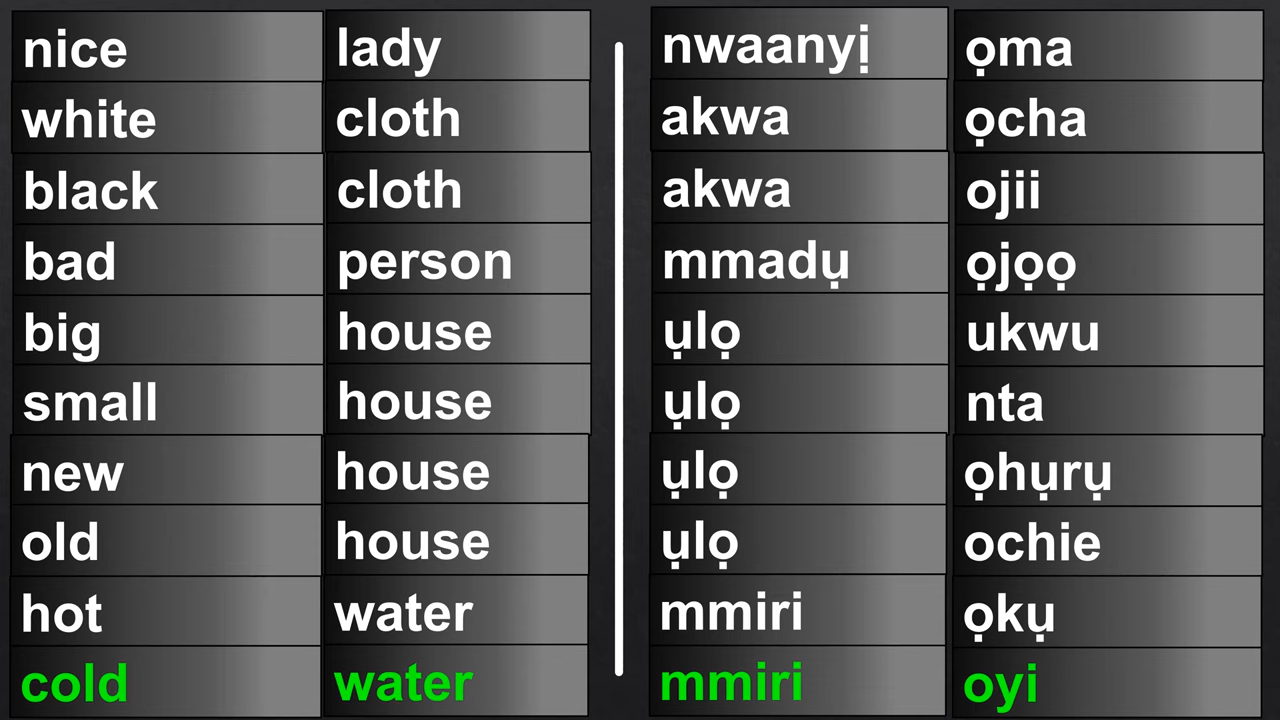 nice lady nwaanyị ọma
white cloth akwa ọcha
black cloth akwa ojii
bad person mmadụ ọjọọ
big house ụlọ ukwu
small house ụlọ nta
new house ụlọ ọhụrụ
old house ụlọ ochie
hot water mmiri ọkụ
cold water mmiri oyi